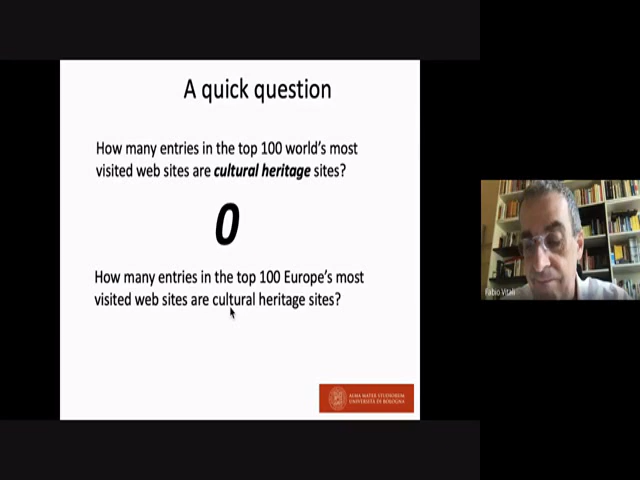 A quick question
How many entries in the top 100 world's most
visited web sites are cultural heritage sites?
0
How many entries in the top 100 Europe's most
visited web sites are cultural heritage sites?
ALMA MATER STUDIORUM
UNIVERSITÀ DI BOLOGNA
Fabio Vitali